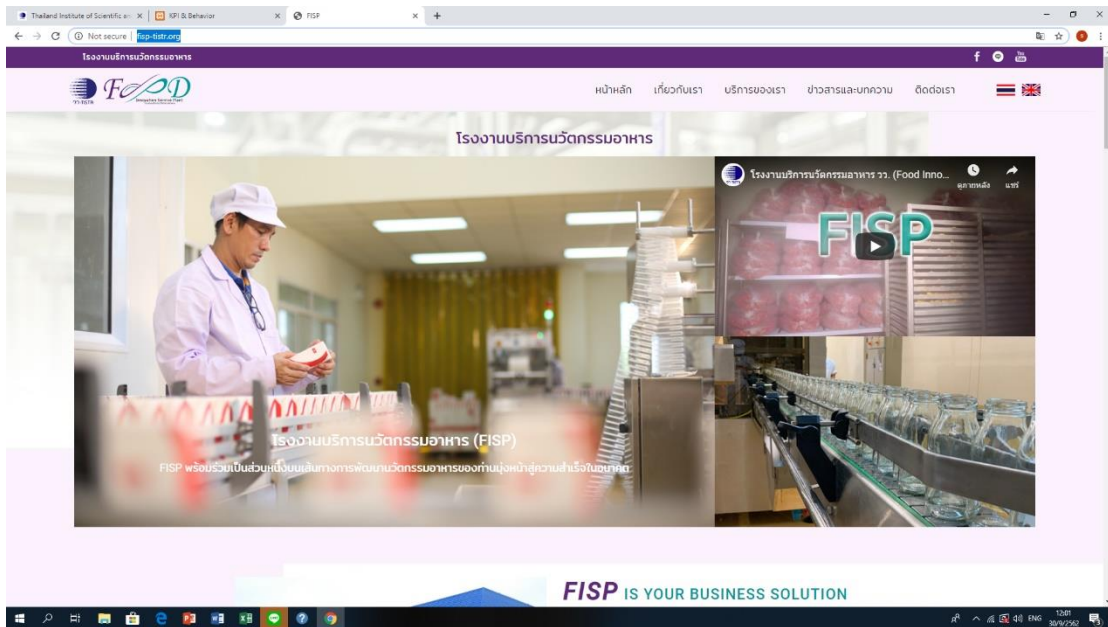 Thailand Institute of Scientific an
KPI & Behavior
FISP
Not secure | fisp-tistr.org
โรงงานบริการนวัตกรรมอาหาร
f
You
Tube
วว-TISTR
FOOD
Innovation Service Plant
หน้าหลัก เกี่ยวกับเรา บริการของเรา ข่าวสารและบทความ ติดต่อเรา
โรงงานบริการนวัตกรรมอาหาร
โรงงานบริการนวัตกรรมอาหาร วว. (Food Inno...
ดูภายหลัง แชร์
FISP
โรงงานบริการนวัตกรรมอาหาร (FISP)
FISP พร้อมร่วมเป็นส่วนหนึ่งบนเส้นทางการพัฒนานวัตกรรมอาหารของท่านมุ่งหน้าสู่ความสำเร็จในอนาคต
FISP IS YOUR BUSINESS SOLUTION
ENG
12:01
30/9/2562